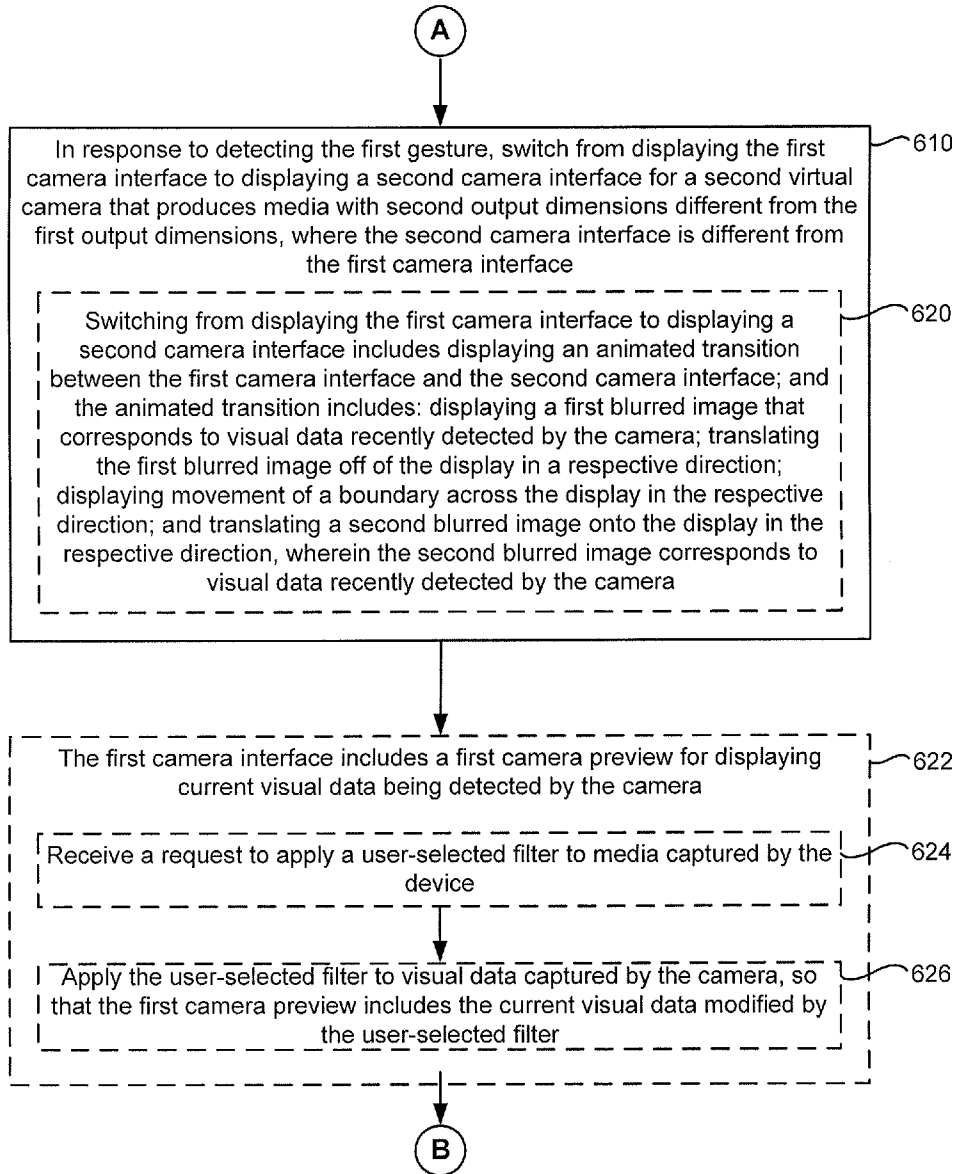 A
In response to detecting the first gesture, switch from displaying the first
camera interface to displaying a second camera interface for a second virtual
camera that produces media with second output dimensions different from the
first output dimensions, where the second camera interface is different from
the first camera interface
610
Switching from displaying the first camera interface to displaying a
second camera interface includes displaying an animated transition
between the first camera interface and the second camera interface; and
the animated transition includes: displaying a first blurred image that
corresponds to visual data recently detected by the camera; translating
the first blurred image off of the display in a respective direction;
displaying movement of a boundary across the display in the respective
direction; and translating a second blurred image onto the display in the
respective direction, wherein the second blurred image corresponds to
visual data recently detected by the camera
620
The first camera interface includes a first camera preview for displaying
current visual data being detected by the camera
622
Receive a request to apply a user-selected filter to media captured by the
device
624
Apply the user-selected filter to visual data captured by the camera, so
that the first camera preview includes the current visual data modified by
the user-selected filter
626
B